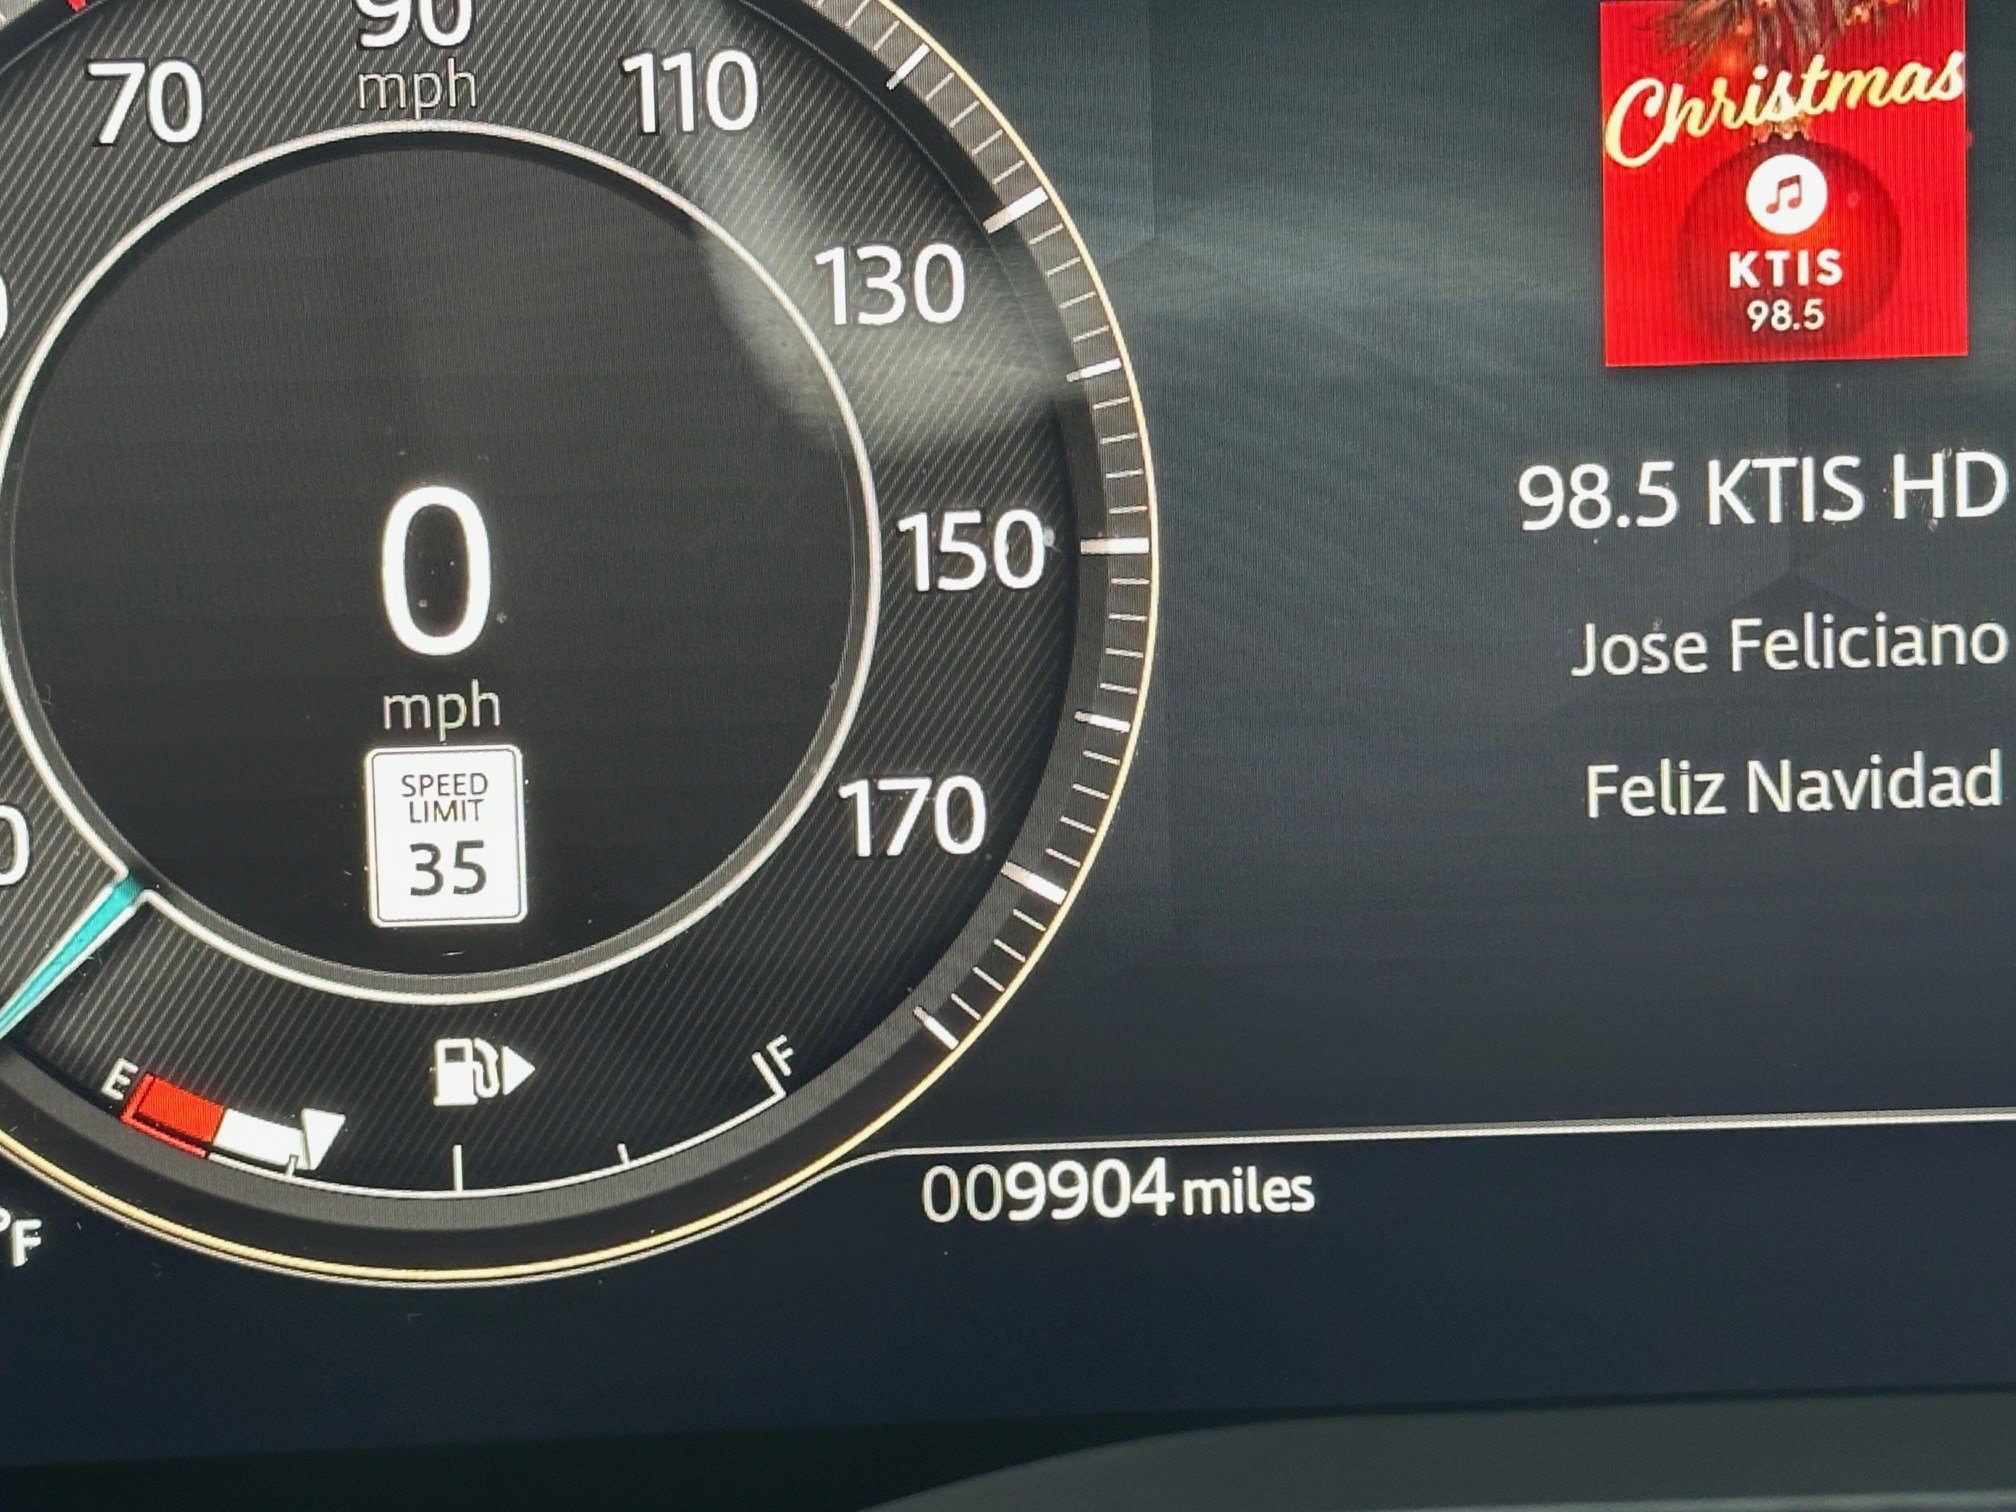 90
mph
70
110
130
150
170
0
mph
SPEED
LIMIT
35
E
F
°F
009904 miles
Christmas
KTIS
98.5
98.5 KTIS HD
Jose Feliciano
Feliz Navidad